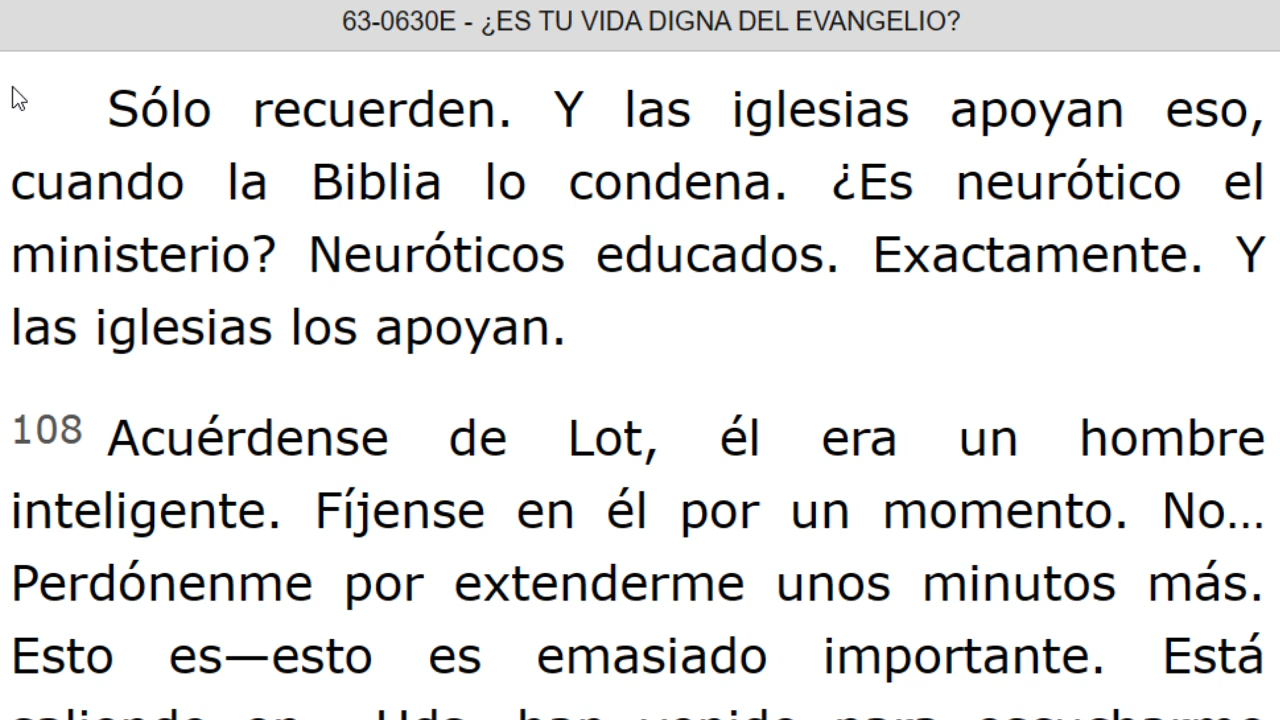 63-0630E - ¿ES TU VIDA DIGNA DEL EVANGELIO?
Sólo recuerden. Y las iglesias apoyan eso,
cuando la Biblia lo condena. ¿Es neurótico el
ministerio? Neuróticos educados. Exactamente. Y
las iglesias los apoyan.
108 Acuérdense de Lot, él era un hombre
inteligente. Fíjense en él por un momento. No...
Perdónenme por extenderme unos minutos más.
Esto es—esto es emasiado importante. Está